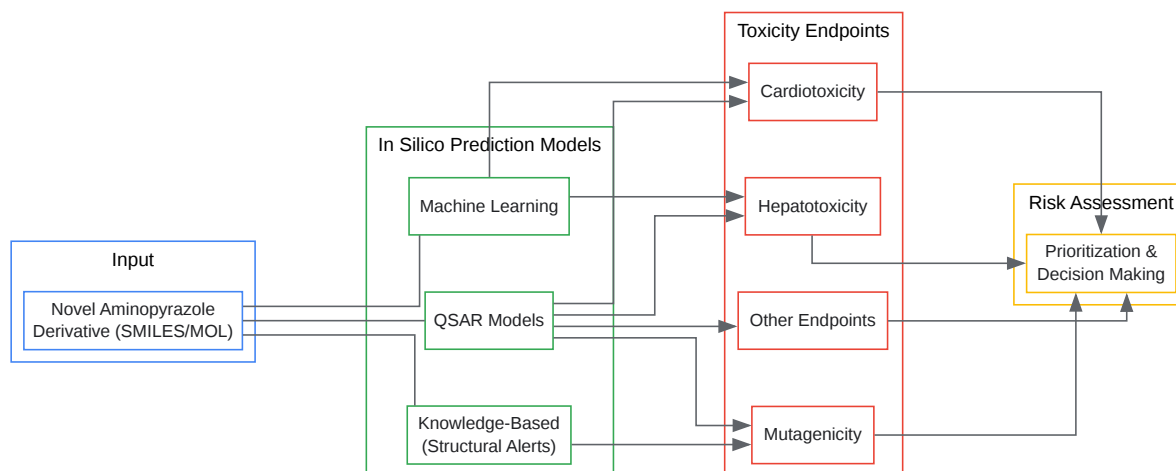 Input
Novel Aminopyrazole
Derivative (SMILES/MOL)
In Silico Prediction Models
Machine Learning
QSAR Models
Knowledge-Based
(Structural Alerts)
Toxicity Endpoints
Cardiotoxicity
Hepatotoxicity
Other Endpoints
Mutagenicity
Risk Assessment
Prioritization &
Decision Making